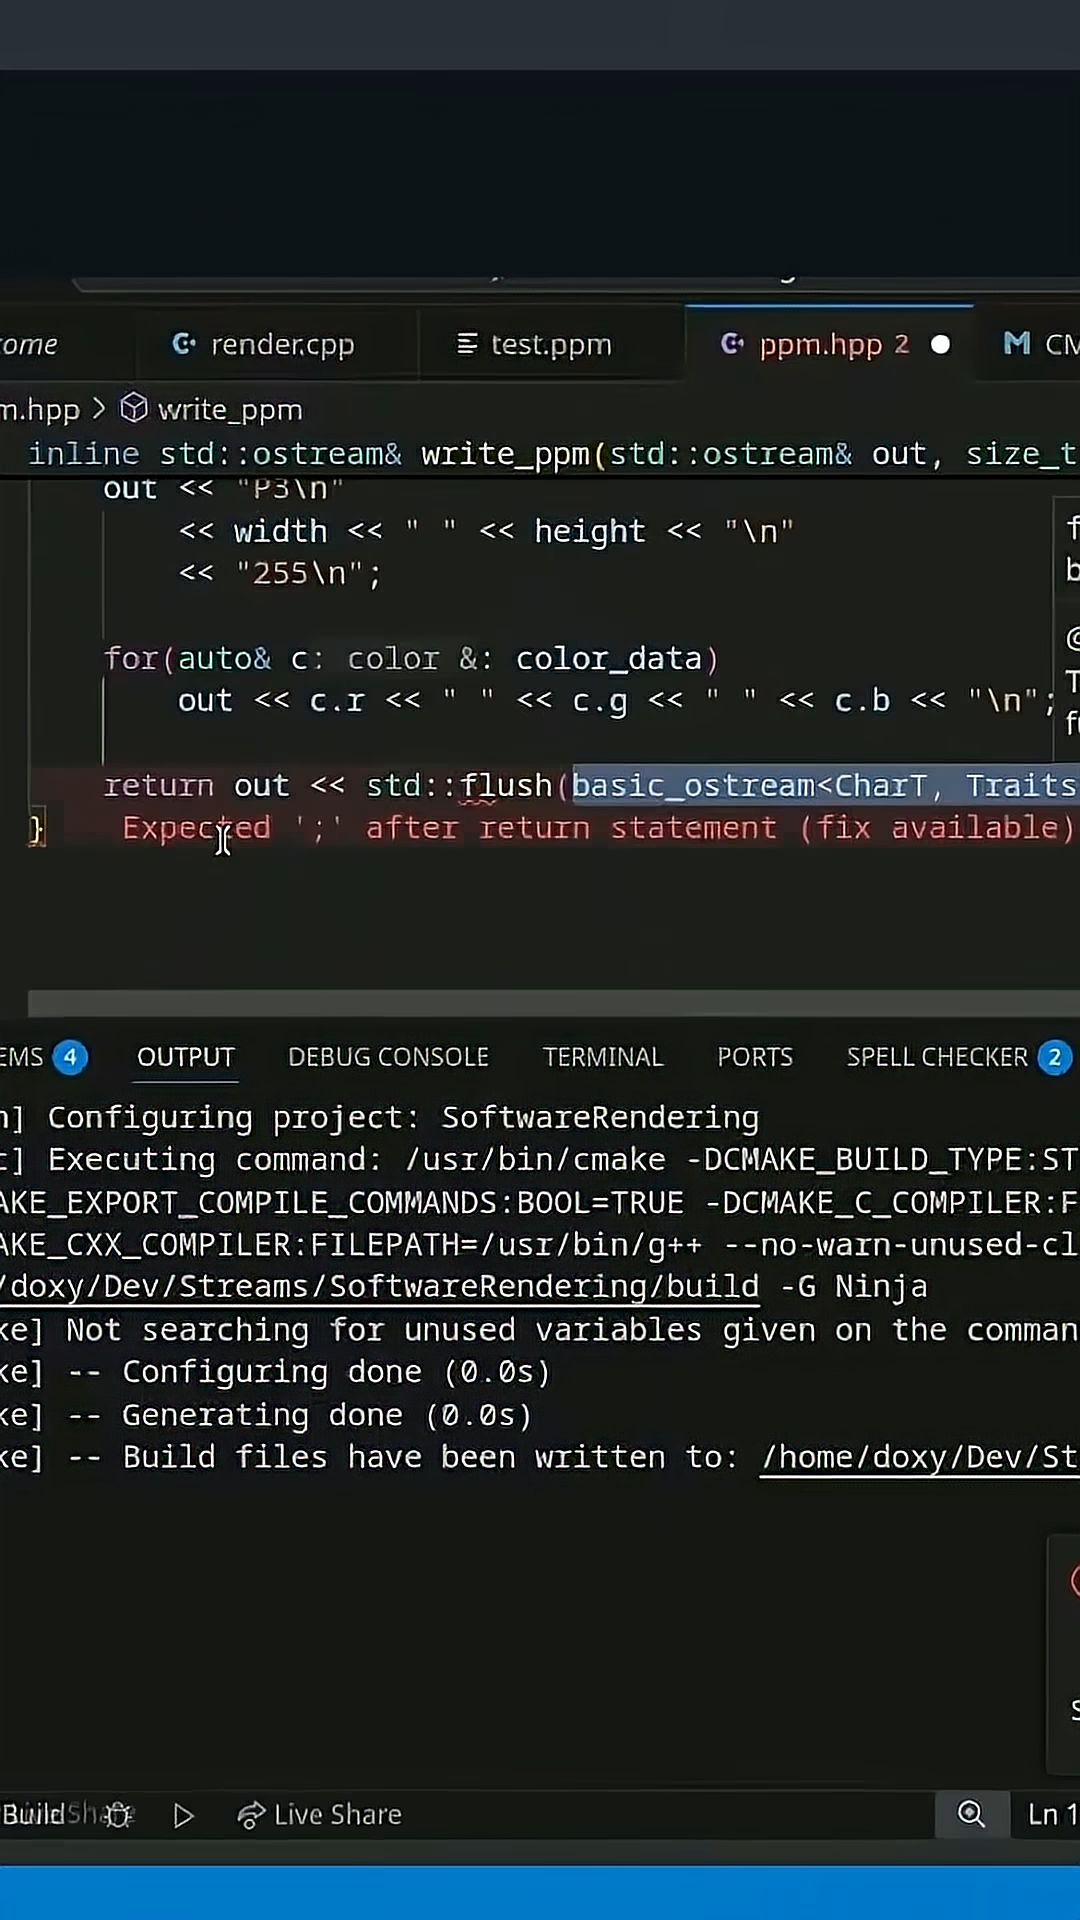 ome render.cpp test.ppm ppm.hpp 2 CM
m.hpp > write_ppm
inline std::ostream& write_ppm(std::ostream& out, size_t
out << "P3\n"
<< width << " " << height << "\n"
<< "255\n";
for(auto& c: color &: color_data)
out << c.r << " " << c.g << " " << c.b << "\n";
return out << std::flush(basic_ostream<CharT, Traits
} Expected ';' after return statement (fix available)
EMS 4 OUTPUT DEBUG CONSOLE TERMINAL PORTS SPELL CHECKER 2
] Configuring project: SoftwareRendering
] Executing command: /usr/bin/cmake -DCMAKE_BUILD_TYPE:ST
AKE_EXPORT_COMPILE_COMMANDS:BOOL=TRUE -DCMAKE_C_COMPILER:F
AKE_CXX_COMPILER:FILEPATH=/usr/bin/g++ --no-warn-unused-cl
/doxy/Dev/Streams/SoftwareRendering/build -G Ninja
ke] Not searching for unused variables given on the comman
ke] -- Configuring done (0.0s)
ke] -- Generating done (0.0s)
ke] -- Build files have been written to: /home/doxy/Dev/St
Build Live Share Ln 1